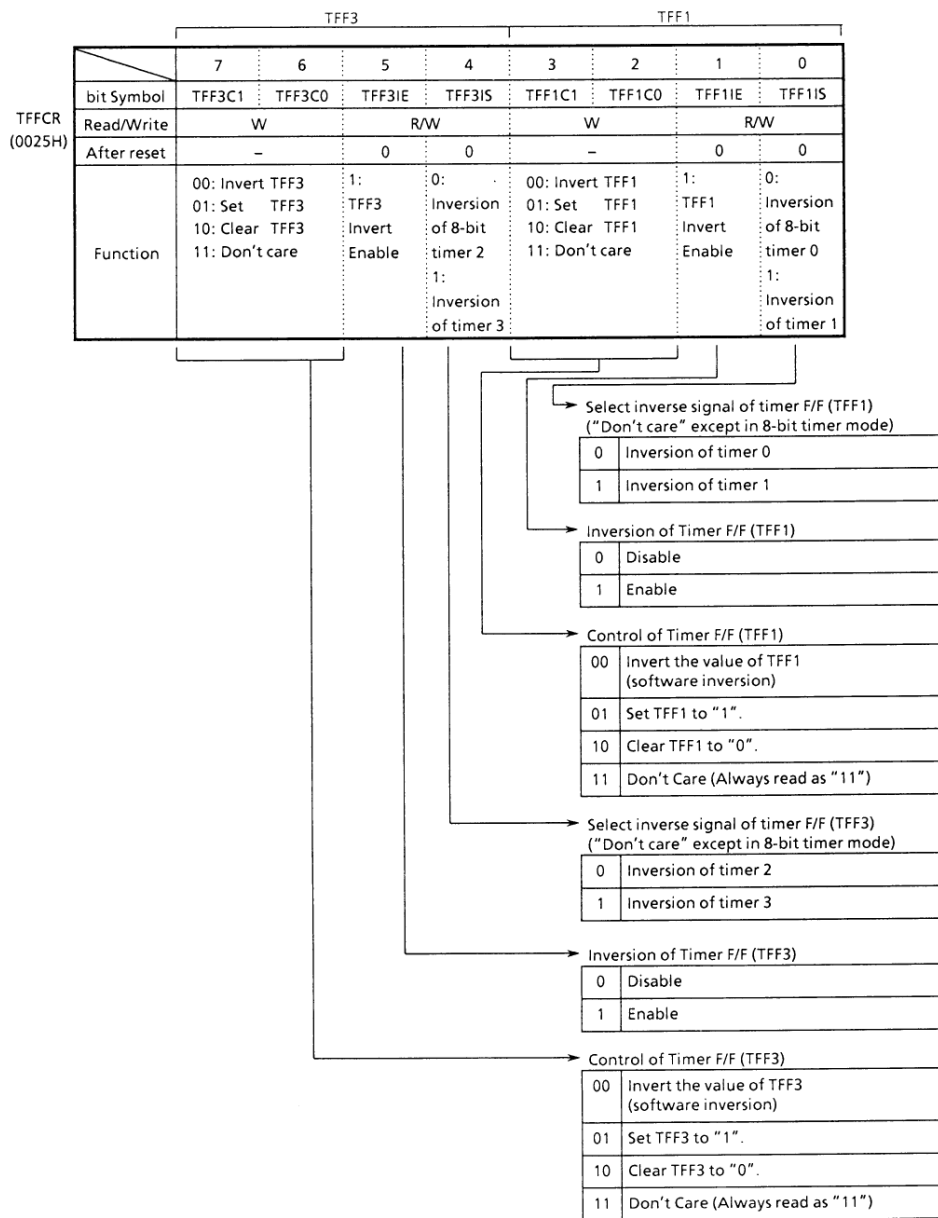 TFF3 TFF1
7 6 5 4 3 2 1 0
bit Symbol TFF3C1 TFF3C0 TFF3IE TFF3IS TFF1C1 TFF1C0 TFF1IE TFF1IS
TFFCR
(0025H)
Read/Write W R/W W R/W
After reset – 0 0 – 0 0
Function
00: Invert TFF3
01: Set TFF3
10: Clear TFF3
11: Don't care
1:
TFF3
Invert
Enable
0:
Inversion
of 8-bit
timer 2
1:
Inversion
of timer 3
00: Invert TFF1
01: Set TFF1
10: Clear TFF1
11: Don't care
1:
TFF1
Invert
Enable
0:
Inversion
of 8-bit
timer 0
1:
Inversion
of timer 1
Select inverse signal of timer F/F (TFF1)
("Don't care" except in 8-bit timer mode)
0 Inversion of timer 0
1 Inversion of timer 1
Inversion of Timer F/F (TFF1)
0 Disable
1 Enable
Control of Timer F/F (TFF1)
00 Invert the value of TFF1
(software inversion)
01 Set TFF1 to "1".
10 Clear TFF1 to "0".
11 Don't Care (Always read as "11")
Select inverse signal of timer F/F (TFF3)
("Don't care" except in 8-bit timer mode)
0 Inversion of timer 2
1 Inversion of timer 3
Inversion of Timer F/F (TFF3)
0 Disable
1 Enable
Control of Timer F/F (TFF3)
00 Invert the value of TFF3
(software inversion)
01 Set TFF3 to "1".
10 Clear TFF3 to "0".
11 Don't Care (Always read as "11")